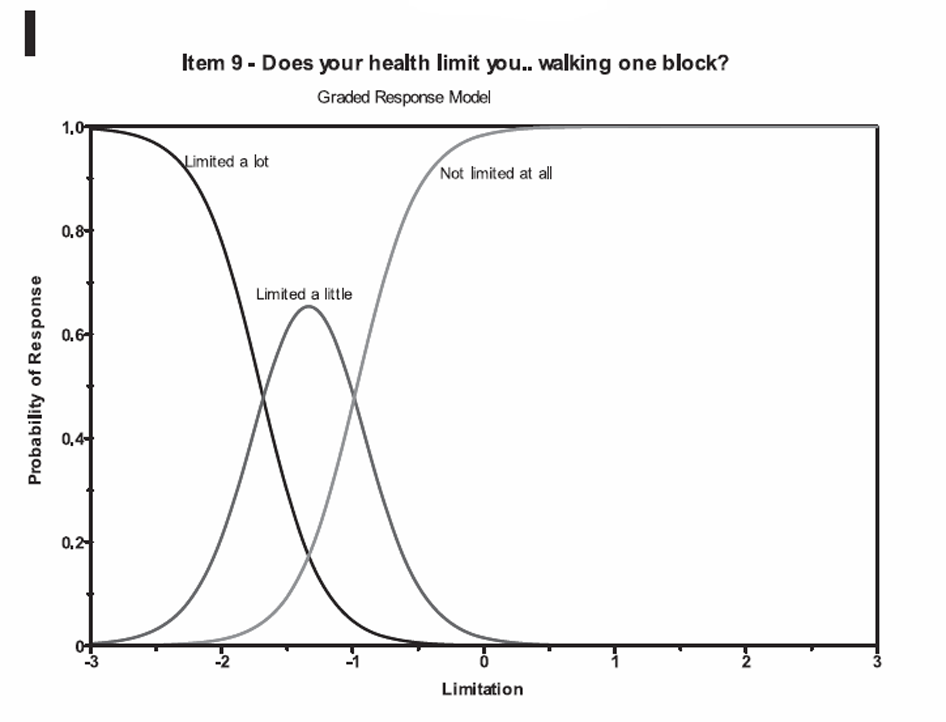 Item 9 - Does your health limit you.. walking one block?
Graded Response Model
1.0
Limited a lot
Not limited at all
0.8
Limited a little
0.6
Probability of Response
0.4
0.2
0
-3 -2 -1 0 1 2 3
Limitation